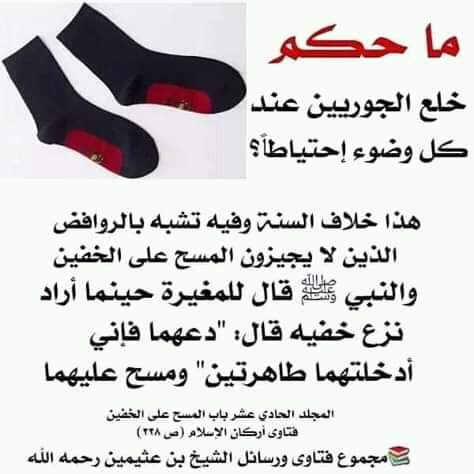 ما حكم
خلع الجوربين عند
كل وضوء إحتياطاً؟
هذا خلاف السنة وفيه تشبه بالروافض
الذين لا يجيزون المسح على الخفين
والنبي ﷺ قال للمغيرة حينما أراد
نزع خفيه قال: "دعهما فإني
أدخلتهما طاهرتين" ومسح عليهما
المجلد الحادي عشر باب المسح على الخفين
فتاوى أركان الإسلام (ص ٢٢٨)
مجموع فتاوى ورسائل الشيخ بن عثيمين رحمه الله